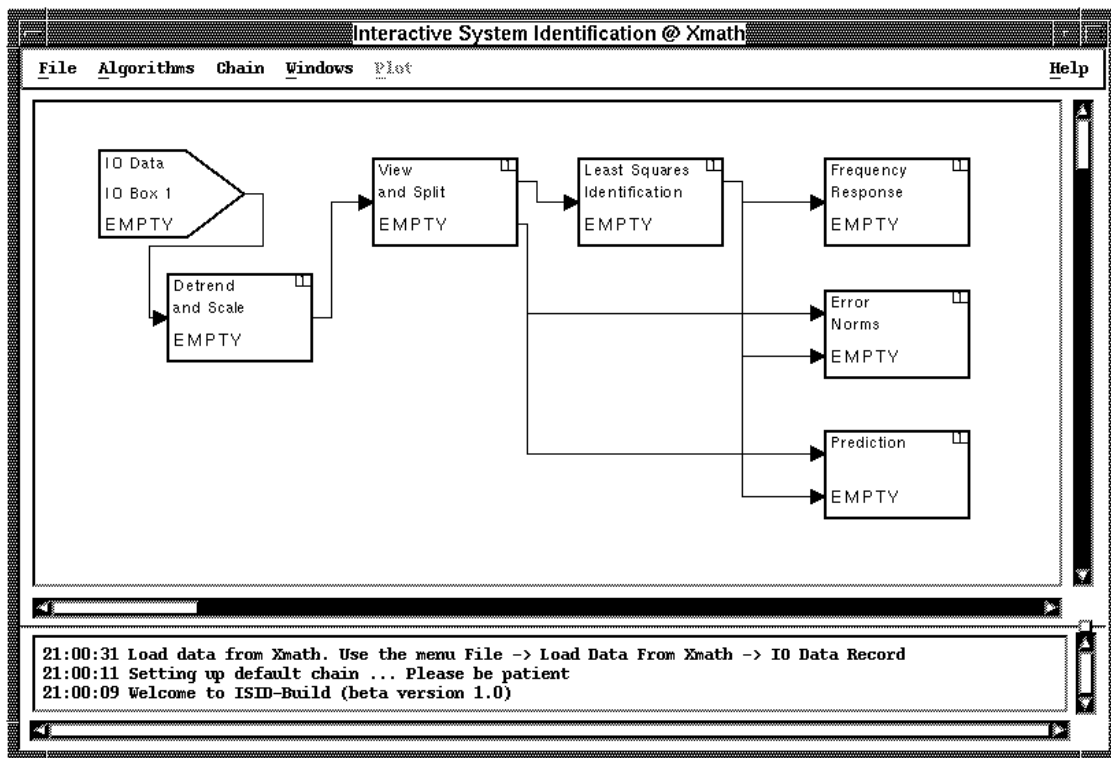 Interactive System Identification @ Xmath
File Algorithms Chain Windows Plot Help
IO Data
IO Box 1
EMPTY
Detrend
and Scale
EMPTY
View
and Split
EMPTY
Least Squares
Identification
EMPTY
Frequency
Response
EMPTY
Error
Norms
EMPTY
Prediction
EMPTY
21:00:31 Load data from Xmath. Use the menu File -> Load Data From Xmath -> IO Data Record
21:00:11 Setting up default chain ... Please be patient
21:00:09 Welcome to ISID-Build (beta version 1.0)